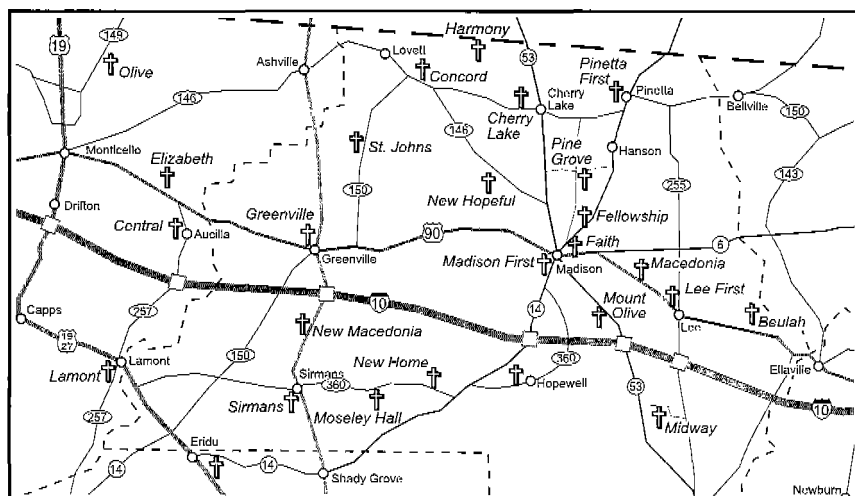 19
149
Olive
Ashville
Lovett
Harmony
Concord
53
Pinetta
First
Pinetta
Cherry
Lake
Cherry
Lake
Bellville
150
146
Monticello
Elizabeth
St. Johns
146
Pine
Grove
Hanson
150
New Hopeful
255
143
Drifton
Central
Aucilla
Greenville
Fellowship
90
Faith
6
Greenville
Madison First
Madison
Macedonia
Lee First
257
10
14
Mount
Olive
Lee
Beulah
Capps
19
27
New Macedonia
150
Lamont
Lamont
New Home
360
Ellaville
Sirmans
360
Hopewell
53
Sirmans
Moseley Hall
10
257
Midway
Eridu
14
14
Shady Grove
Newburn